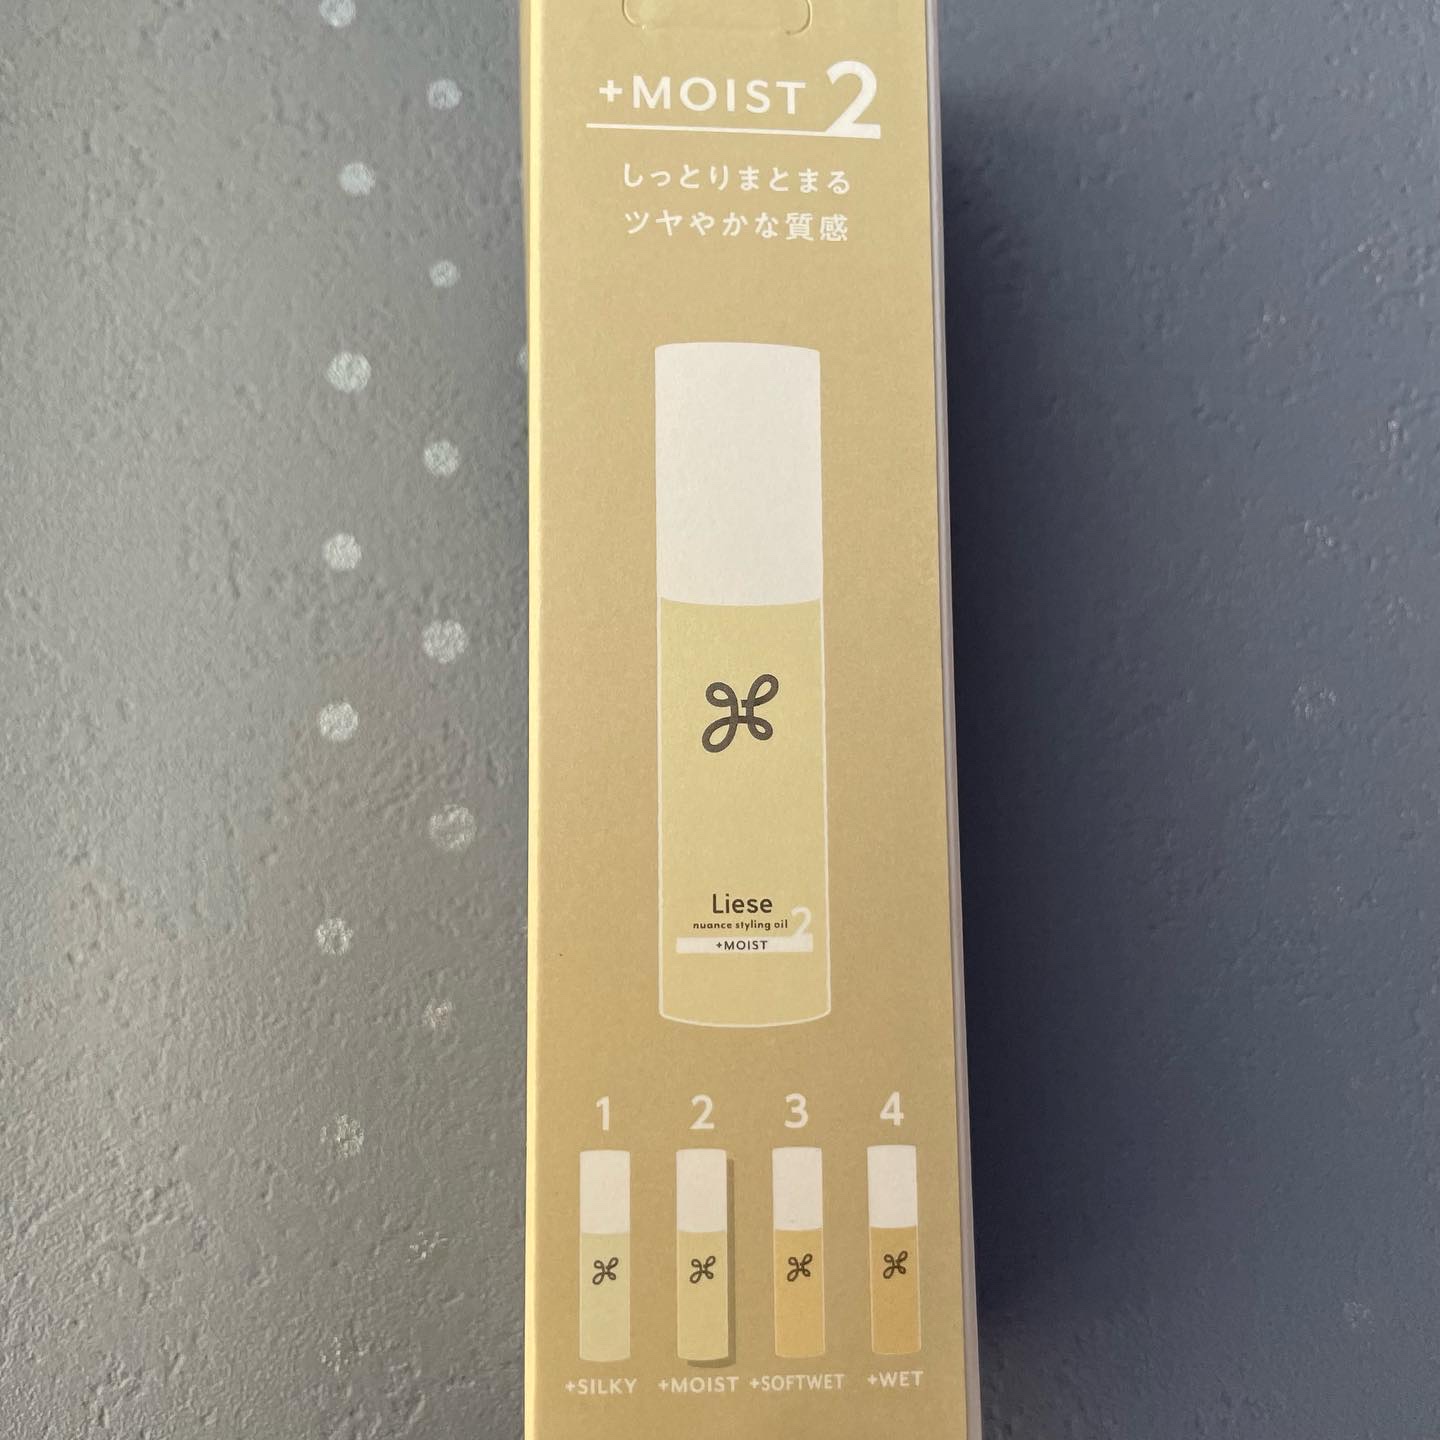 +MOIST 2
しっとりまとまる
ツヤやかな質感
Liese
nuance styling oil 2
+MOIST
1 2 3 4
+SILKY +MOIST +SOFTWET +WET